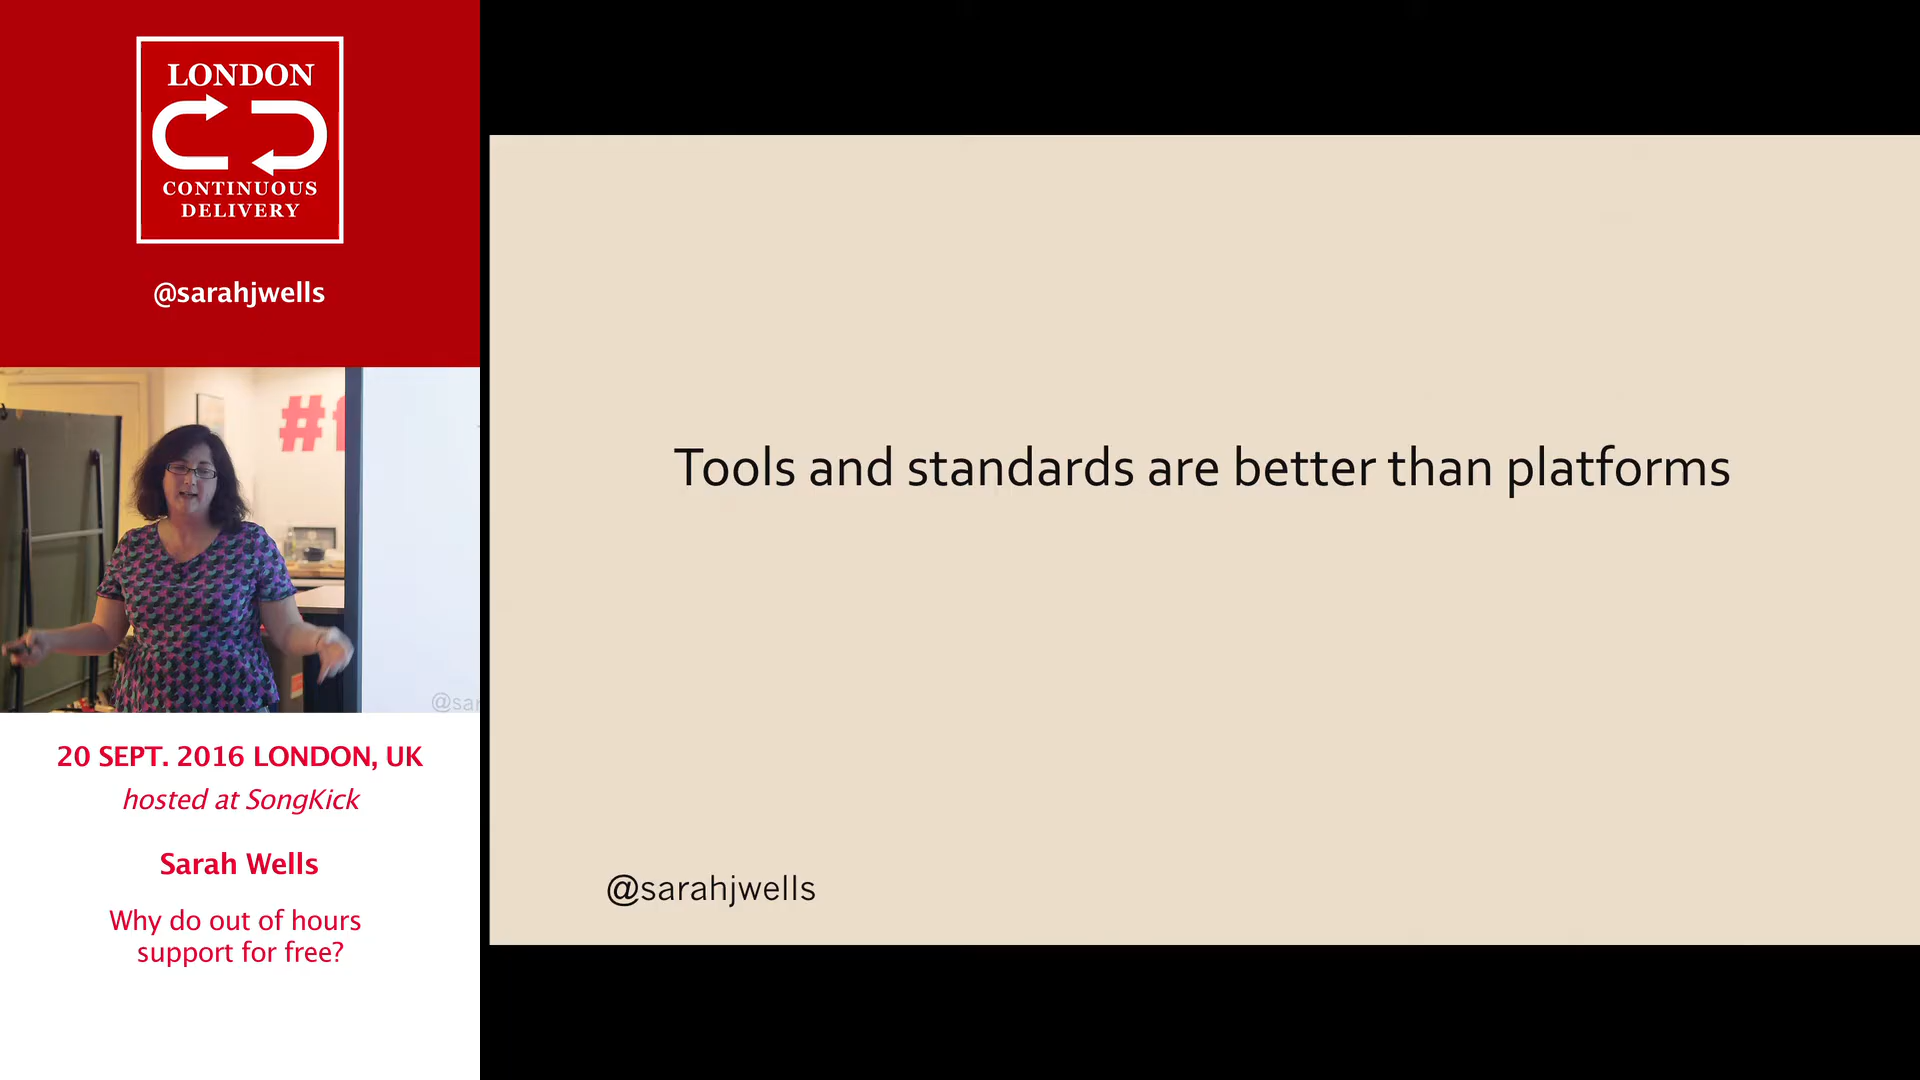 LONDON
CONTINUOUS
DELIVERY
@sarahjwells
#f
@sar
20 SEPT. 2016 LONDON, UK
hosted at SongKick
Sarah Wells
Why do out of hours
support for free?
Tools and standards are better than platforms
@sarahjwells